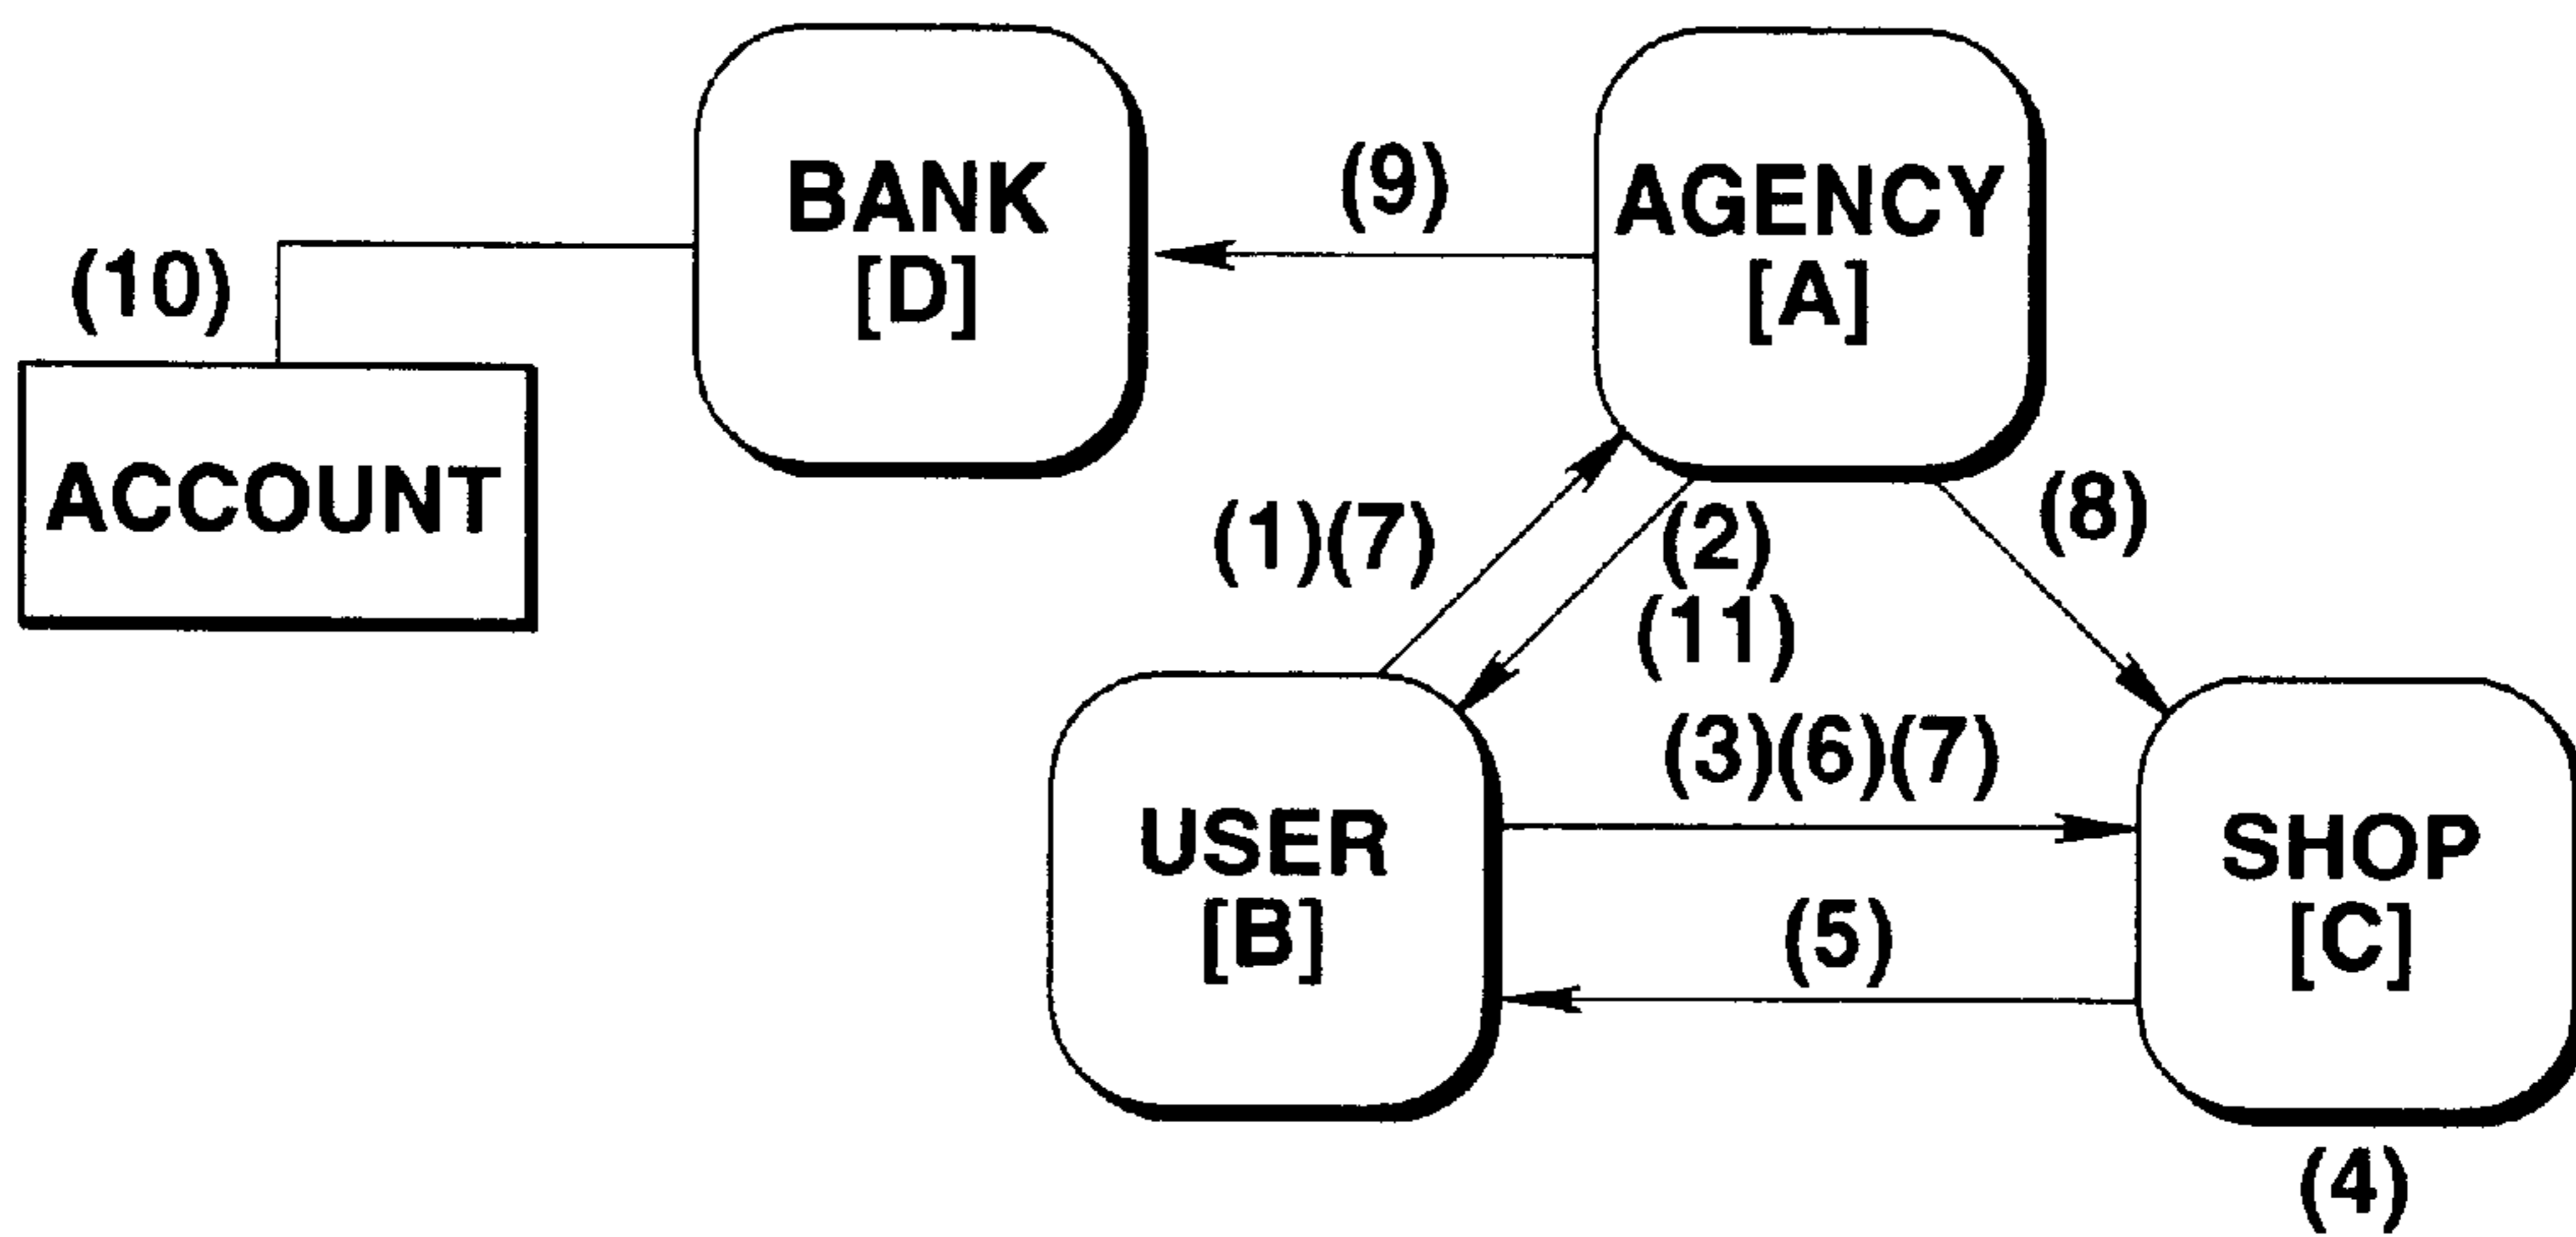 BANK
[D]
(9)
AGENCY
[A]
(10)
ACCOUNT
(1)(7)
(2)
(11)
(8)
(3)(6)(7)
USER
[B]
(5)
SHOP
[C]
(4)